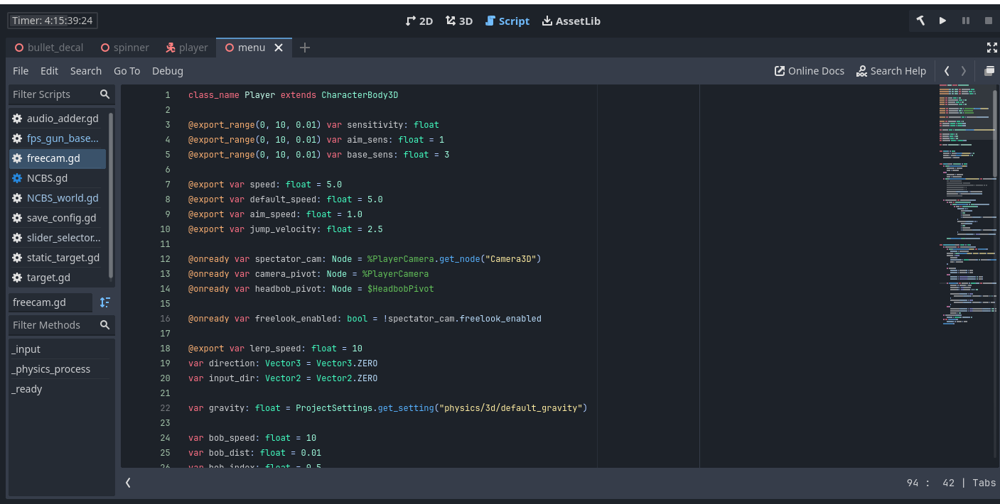 Timer: 4:15:39:24
2D 3D Script AssetLib
bullet_decal spinner player menu
File Edit Search Go To Debug
Online Docs Search Help
Filter Scripts
audio_adder.gd
fps_gun_base...
freecam.gd
NCBS.gd
NCBS_world.gd
save_config.gd
slider_selector...
static_target.gd
target.gd
freecam.gd
Filter Methods
_input
_physics_process
_ready
1 class_name Player extends CharacterBody3D
2
3 @export_range(0, 10, 0.01) var sensitivity: float
4 @export_range(0, 10, 0.01) var aim_sens: float = 1
5 @export_range(0, 10, 0.01) var base_sens: float = 3
6
7 @export var speed: float = 5.0
8 @export var default_speed: float = 5.0
9 @export var aim_speed: float = 1.0
10 @export var jump_velocity: float = 2.5
11
12 @onready var spectator_cam: Node = %PlayerCamera.get_node("Camera3D")
13 @onready var camera_pivot: Node = %PlayerCamera
14 @onready var headbob_pivot: Node = $HeadbobPivot
15
16 @onready var freelook_enabled: bool = !spectator_cam.freelook_enabled
17
18 @export var lerp_speed: float = 10
19 var direction: Vector3 = Vector3.ZERO
20 var input_dir: Vector2 = Vector2.ZERO
21
22 var gravity: float = ProjectSettings.get_setting("physics/3d/default_gravity")
23
24 var bob_speed: float = 10
25 var bob_dist: float = 0.01
26 var bob_index: float = 0.5
94 : 42 | Tabs